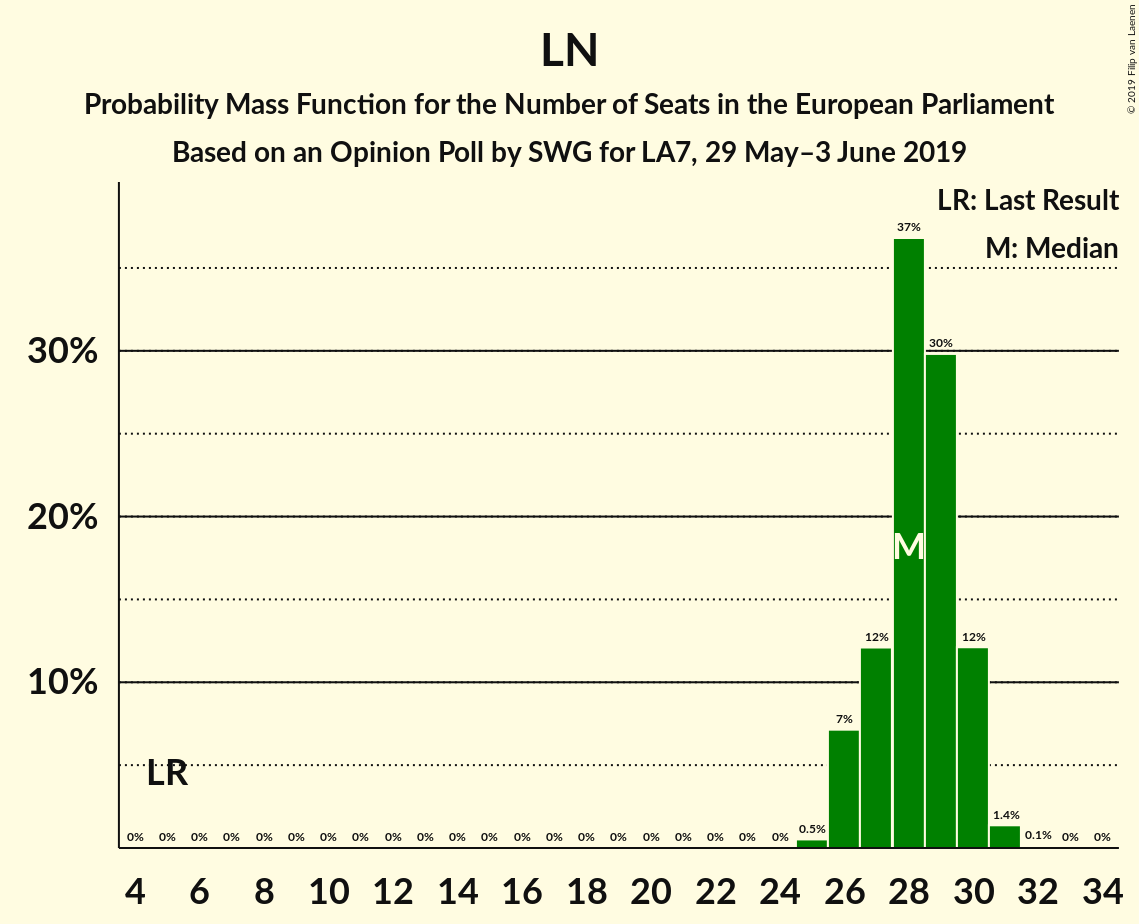 LN
Probability Mass Function for the Number of Seats in the European Parliament
Based on an Opinion Poll by SWG for LA7, 29 May–3 June 2019
© 2019 Filip van Laenen
LR: Last Result
M: Median
37%
30%
30%
20%
M
12% 12%
10%
7%
LR
0% 0% 0% 0% 0% 0% 0% 0% 0% 0% 0% 0% 0% 0% 0% 0% 0% 0% 0% 0% 0% 0.5% 1.4% 0.1% 0% 0%
4 6 8 10 12 14 16 18 20 22 24 26 28 30 32 34